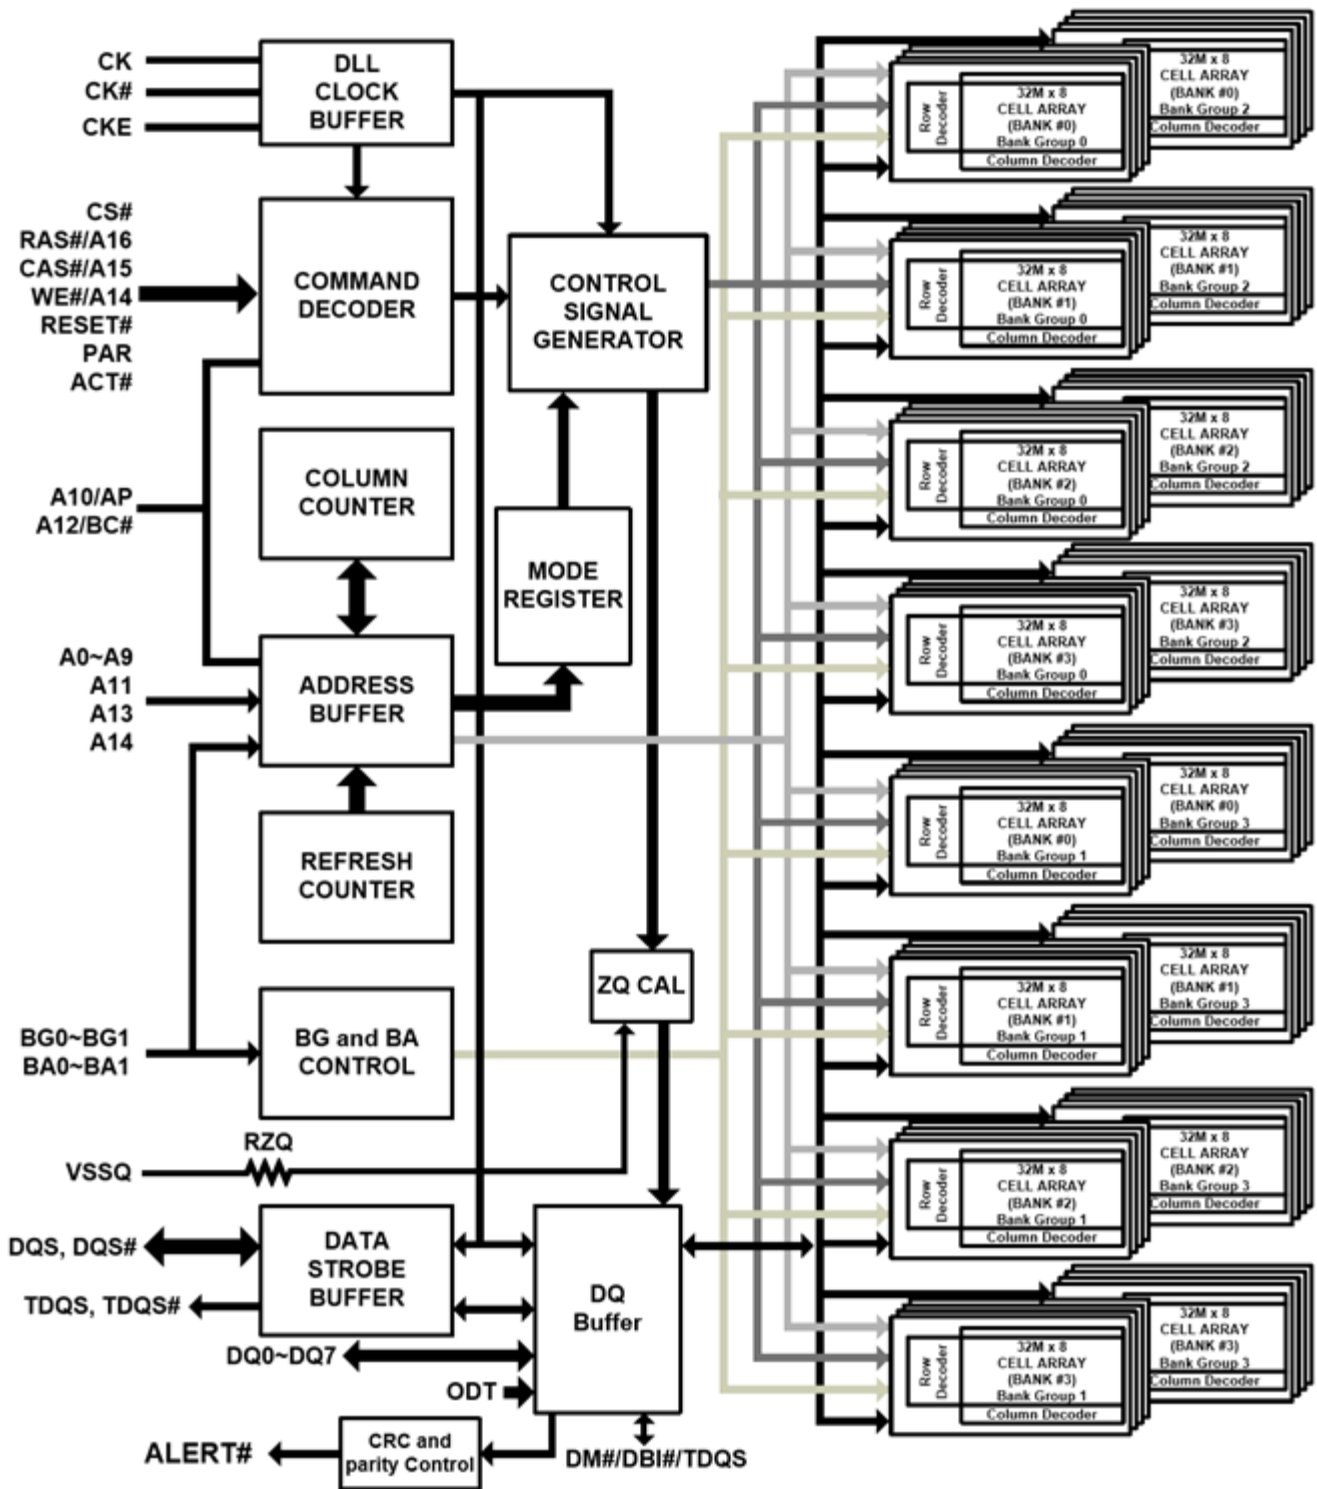 CK
CK#
CKE
DLL
CLOCK
BUFFER
CS#
RAS#/A16
CAS#/A15
WE#/A14
RESET#
PAR
ACT#
COMMAND
DECODER
CONTROL
SIGNAL
GENERATOR
A10/AP
A12/BC#
COLUMN
COUNTER
MODE
REGISTER
A0~A9
A11
A13
A14
ADDRESS
BUFFER
REFRESH
COUNTER
ZQ CAL
BG0~BG1
BA0~BA1
BG and BA
CONTROL
RZQ
VSSQ
DQS, DQS#
TDQS, TDQS#
DATA
STROBE
BUFFER
DQ
Buffer
DQ0~DQ7
ODT
ALERT#
CRC and
parity Control
DM#/DBI#/TDQS
32M x 8
CELL ARRAY
(BANK #0)
Bank Group 2
Column Decoder
Row
Decoder
32M x 8
CELL ARRAY
(BANK #0)
Bank Group 0
Column Decoder
32M x 8
CELL ARRAY
(BANK #1)
Bank Group 2
Column Decoder
Row
Decoder
32M x 8
CELL ARRAY
(BANK #1)
Bank Group 0
Column Decoder
32M x 8
CELL ARRAY
(BANK #2)
Bank Group 2
Column Decoder
Row
Decoder
32M x 8
CELL ARRAY
(BANK #2)
Bank Group 0
Column Decoder
32M x 8
CELL ARRAY
(BANK #3)
Bank Group 2
Column Decoder
Row
Decoder
32M x 8
CELL ARRAY
(BANK #3)
Bank Group 0
Column Decoder
32M x 8
CELL ARRAY
(BANK #0)
Bank Group 3
Column Decoder
Row
Decoder
32M x 8
CELL ARRAY
(BANK #0)
Bank Group 1
Column Decoder
32M x 8
CELL ARRAY
(BANK #1)
Bank Group 3
Column Decoder
Row
Decoder
32M x 8
CELL ARRAY
(BANK #1)
Bank Group 1
Column Decoder
32M x 8
CELL ARRAY
(BANK #2)
Bank Group 3
Column Decoder
Row
Decoder
32M x 8
CELL ARRAY
(BANK #2)
Bank Group 1
Column Decoder
32M x 8
CELL ARRAY
(BANK #3)
Bank Group 3
Column Decoder
Row
Decoder
32M x 8
CELL ARRAY
(BANK #3)
Bank Group 1
Column Decoder